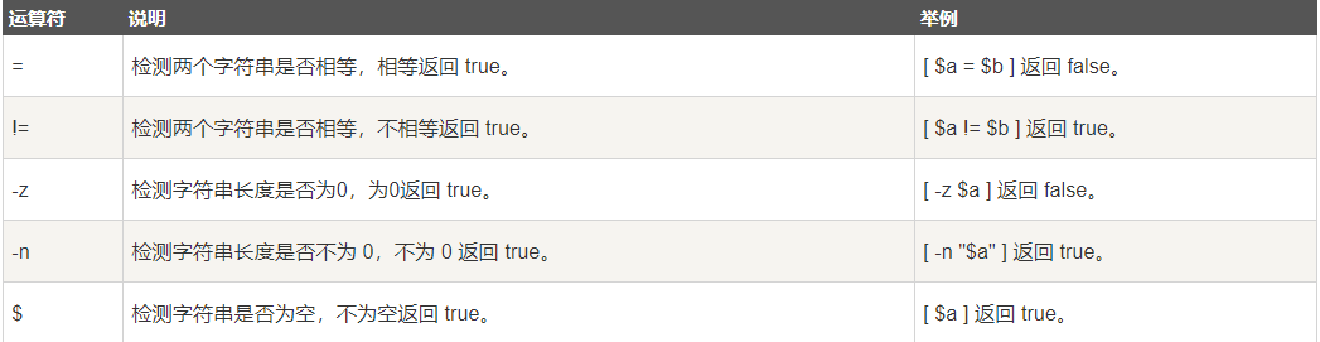 运算符 说明 举例
= 检测两个字符串是否相等，相等返回 true。 [ $a = $b ] 返回 false。
!= 检测两个字符串是否相等，不相等返回 true。 [ $a != $b ] 返回 true。
-z 检测字符串长度是否为0，为0返回 true。 [ -z $a ] 返回 false。
-n 检测字符串长度是否不为 0，不为 0 返回 true。 [ -n "$a" ] 返回 true。
$ 检测字符串是否为空，不为空返回 true。 [ $a ] 返回 true。